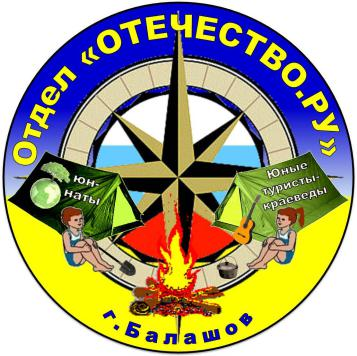 Отдел «ОТЕЧЕСТВО.РУ»
юн-
наты
Юные
туристы-
краеведы
г.Балашов